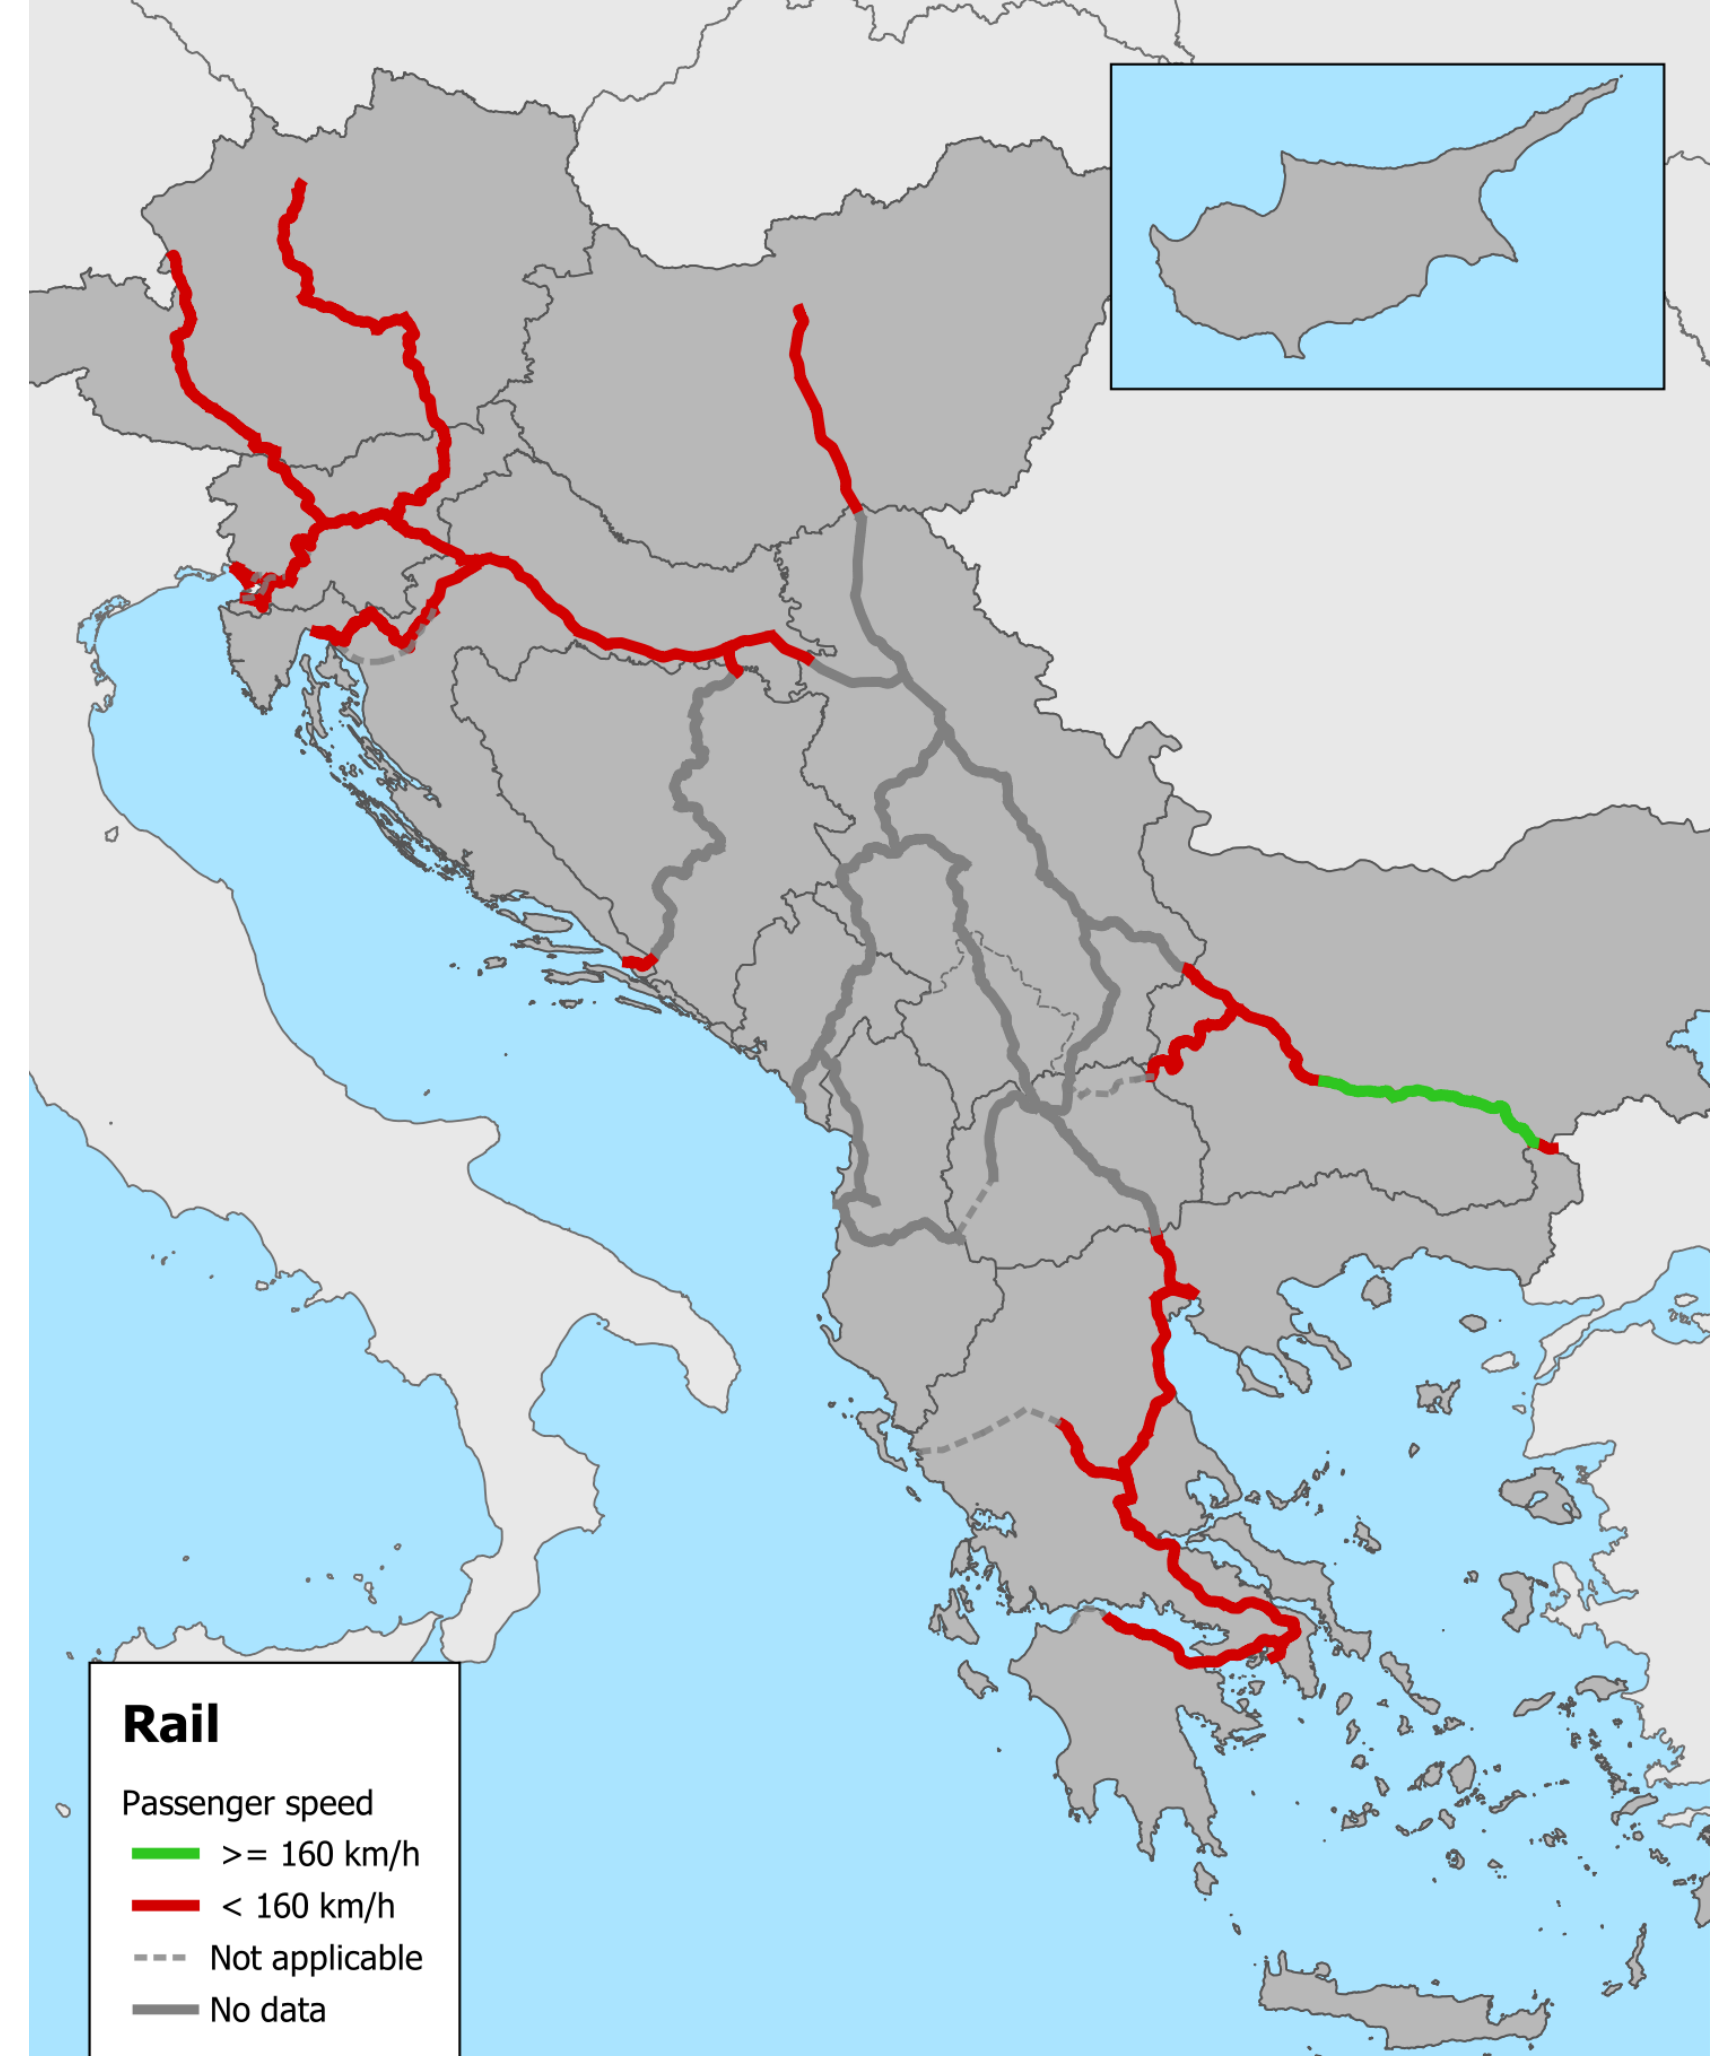 Rail
Passenger speed
>= 160 km/h
< 160 km/h
Not applicable
No data